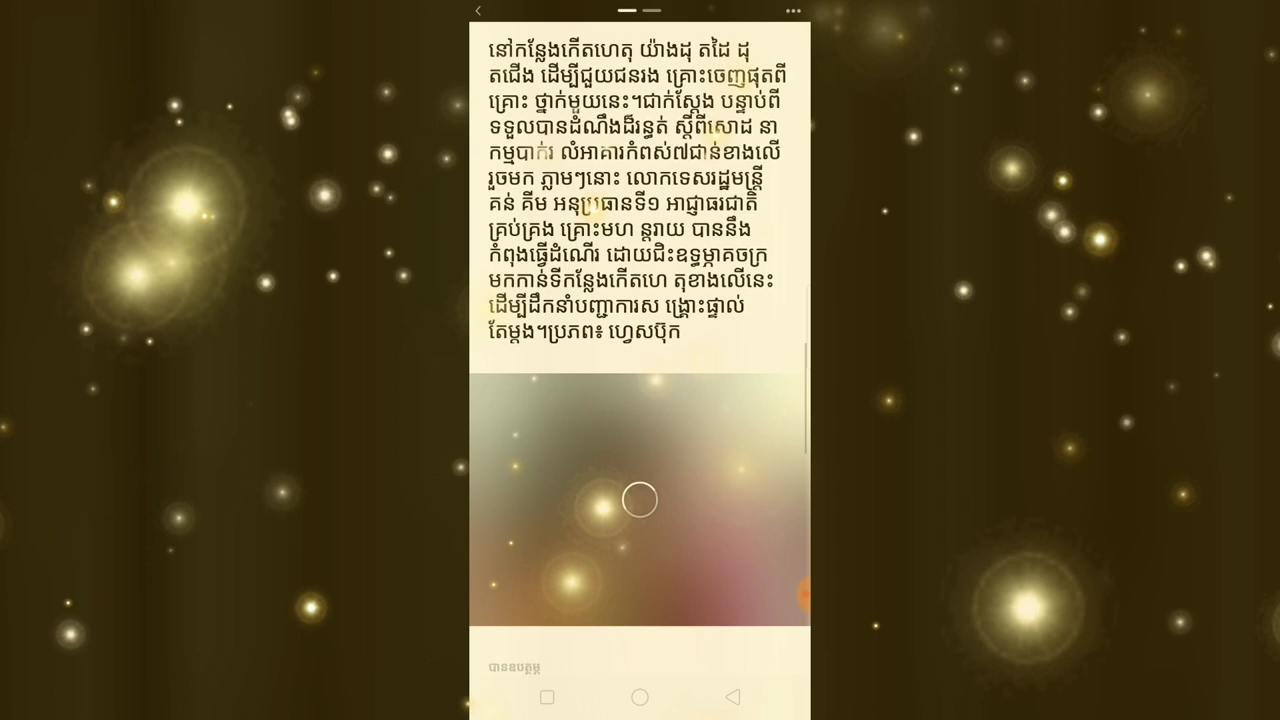 នៅកន្លែងកើតហេតុ យ៉ាងដុ តដៃ ដុ
តជើង ដើម្បីជួយជនរង គ្រោះចេញផុតពី
គ្រោះ ថ្នាក់មួយនេះ។ជាក់ស្តែង បន្ទាប់ពី
ទទួលបានដំណឹងដ៏រន្ធត់ ស្តីពីសោដ នា
កម្មបាក់រ លំអាគារកំពស់៧ជាន់ខាងលើ
រួចមក ភ្លាមៗនោះ លោកទេសរដ្ឋមន្ត្រី
គន់ គីម អនុប្រធានទី១ អាជ្ញាធរជាតិ
គ្រប់គ្រង គ្រោះមហ ន្តរាយ បាននឹង
កំពុងធ្វើដំណើរ ដោយជិះឧទ្ធម្ភាគចក្រ
មកកាន់ទីកន្លែងកើតហេ តុខាងលើនេះ
ដើម្បីដឹកនាំបញ្ជាការស ង្គ្រោះផ្ទាល់
តែម្តង។ប្រភព៖ ហ្វេសប៊ុក
បានឧបត្ថម្ភ